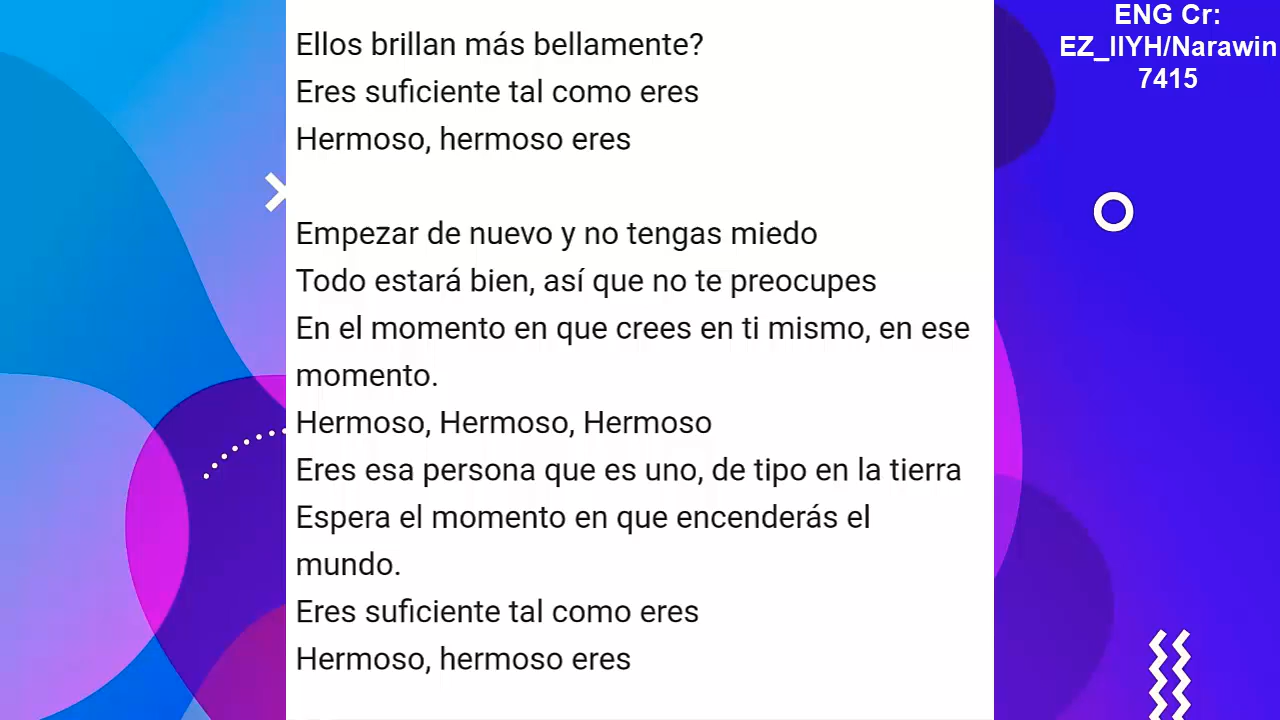 Ellos brillan más bellamente?
Eres suficiente tal como eres
Hermoso, hermoso eres
Empezar de nuevo y no tengas miedo
Todo estará bien, así que no te preocupes
En el momento en que crees en ti mismo, en ese
momento.
Hermoso, Hermoso, Hermoso
Eres esa persona que es uno, de tipo en la tierra
Espera el momento en que encenderás el
mundo.
Eres suficiente tal como eres
Hermoso, hermoso eres
ENG Cr:
EZ_IIYH/Narawin
7415